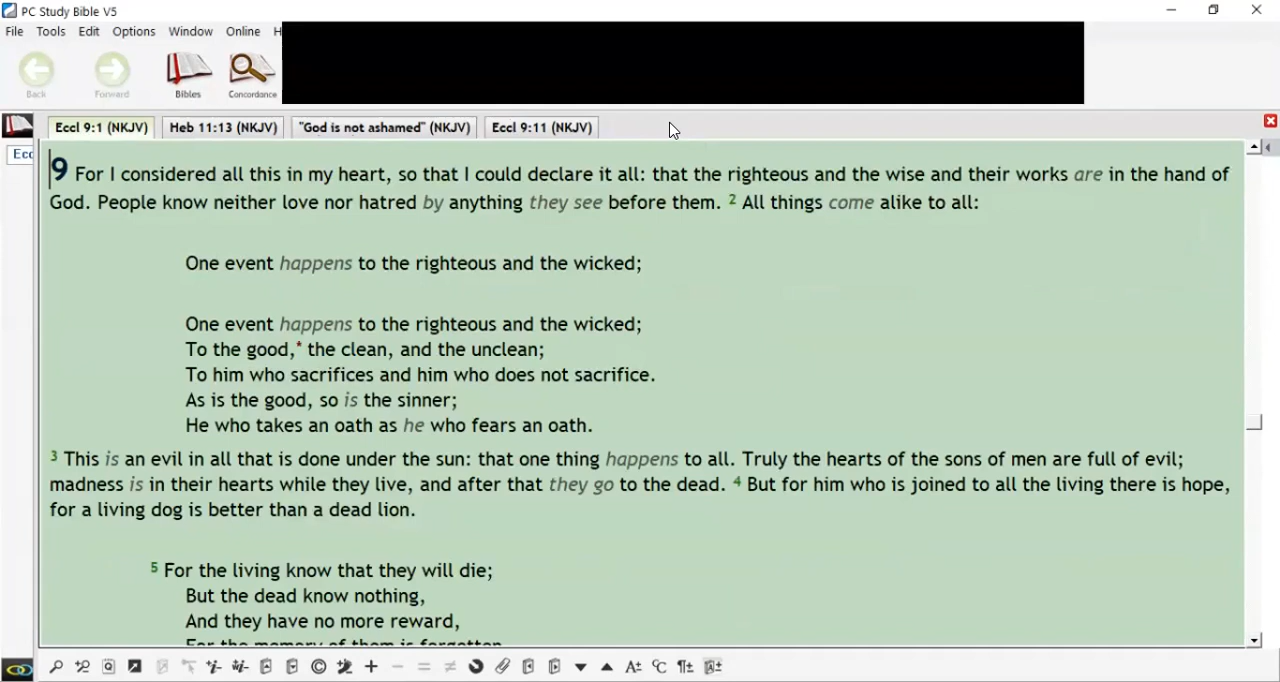 PC Study Bible V5
File Tools Edit Options Window Online H
Back Forward Bibles Concordance
Eccl 9:1 (NKJV) Heb 11:13 (NKJV) "God is not ashamed" (NKJV) Eccl 9:11 (NKJV)
Ecc
9 For I considered all this in my heart, so that I could declare it all: that the righteous and the wise and their works are in the hand of
God. People know neither love nor hatred by anything they see before them. 2 All things come alike to all:
One event happens to the righteous and the wicked;
One event happens to the righteous and the wicked;
To the good,* the clean, and the unclean;
To him who sacrifices and him who does not sacrifice.
As is the good, so is the sinner;
He who takes an oath as he who fears an oath.
3 This is an evil in all that is done under the sun: that one thing happens to all. Truly the hearts of the sons of men are full of evil;
madness is in their hearts while they live, and after that they go to the dead. 4 But for him who is joined to all the living there is hope,
for a living dog is better than a dead lion.
5 For the living know that they will die;
But the dead know nothing,
And they have no more reward,
For the memory of them is forgotten